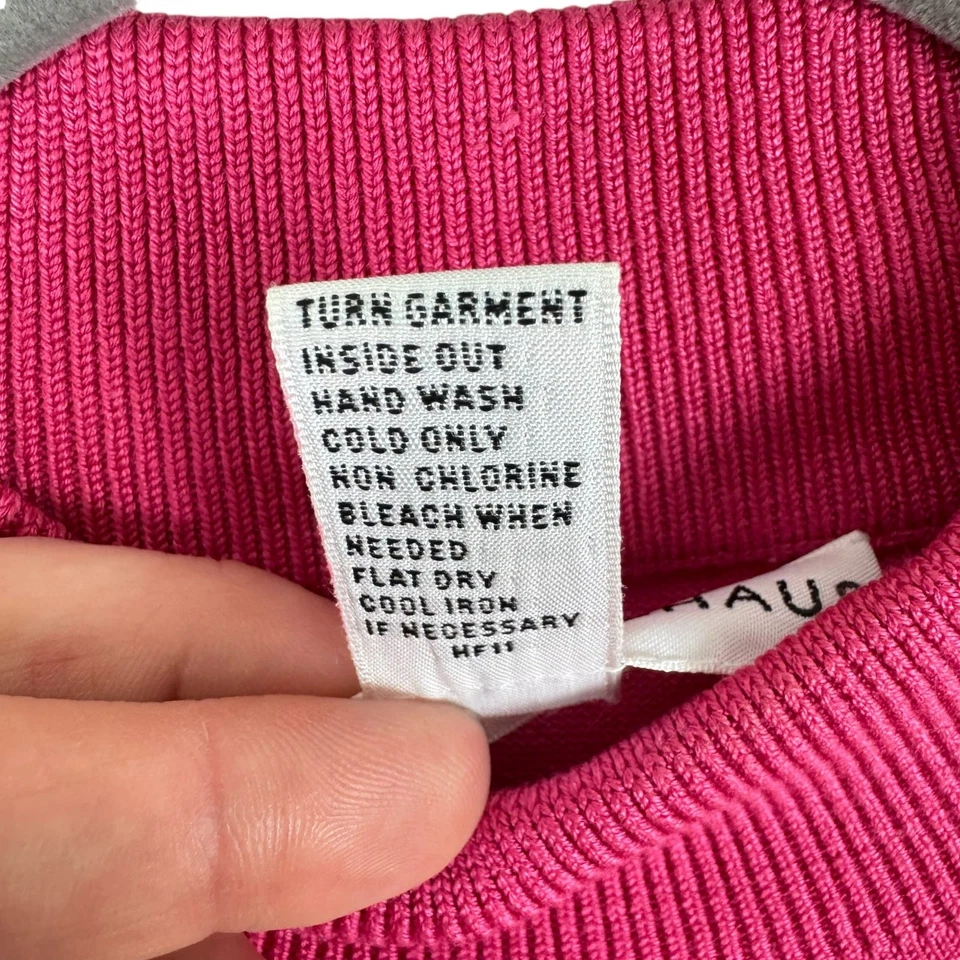 TURN GARMENT
INSIDE OUT
HAND WASH
COLD ONLY
NON CHLORINE
BLEACH WHEN
NEEDED
FLAT DRY
COOL IRON
IF NECESSARY
HF11